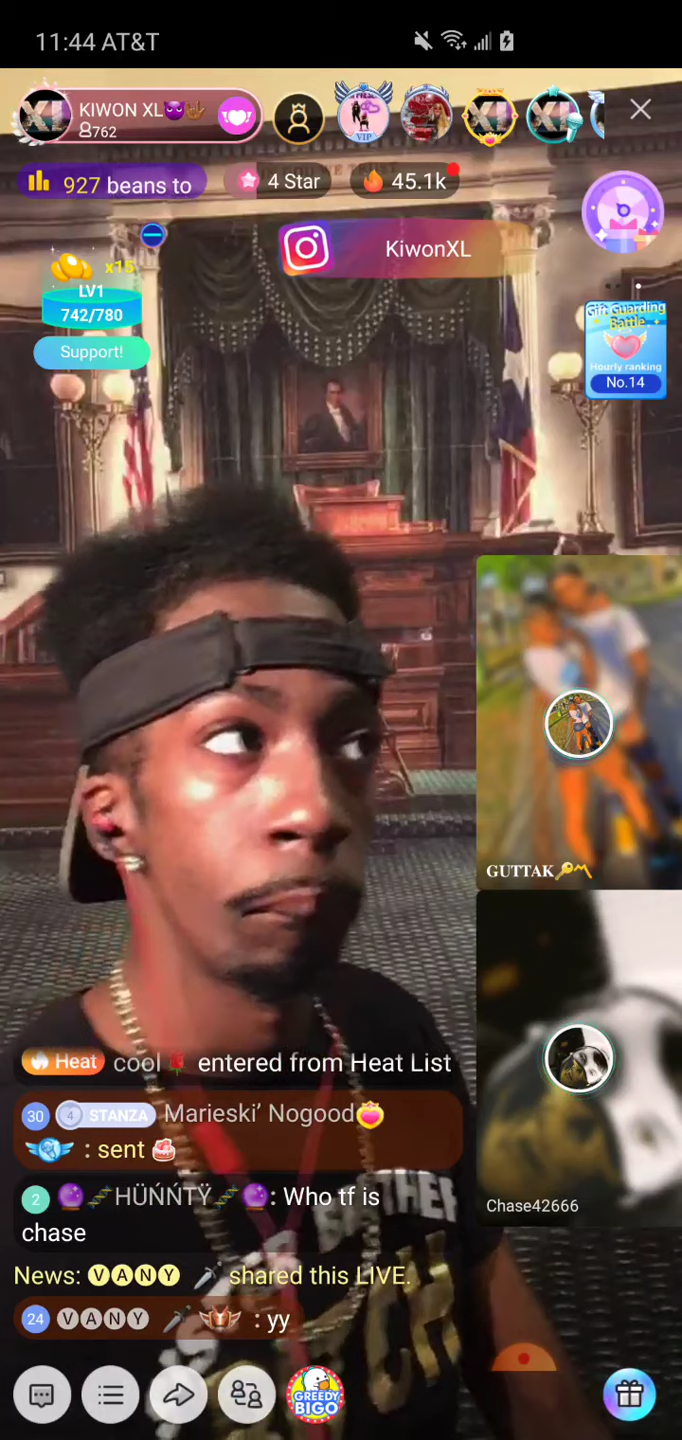 11:44 AT&T
KIWON XL😈🤟🏾
762
VIP
927 beans to
4 Star
45.1k
KiwonXL
x15
LV1
742/780
Support!
Gift Guarding
Battle
Hourly ranking
No.14
GUTTAK🔑〽️
Heat cool🌹 entered from Heat List
30 4 STANZA Marieski’ Nogood
: sent 🍰
2 🔮🧬HÜŃŃTŸ🧬🔮: Who tf is
chase
Chase42666
News: 🅥🅐🅝🅨 🗡 shared this LIVE.
24 🅥🅐🅝🅨 🗡 : yy
GREEDY
BIGO